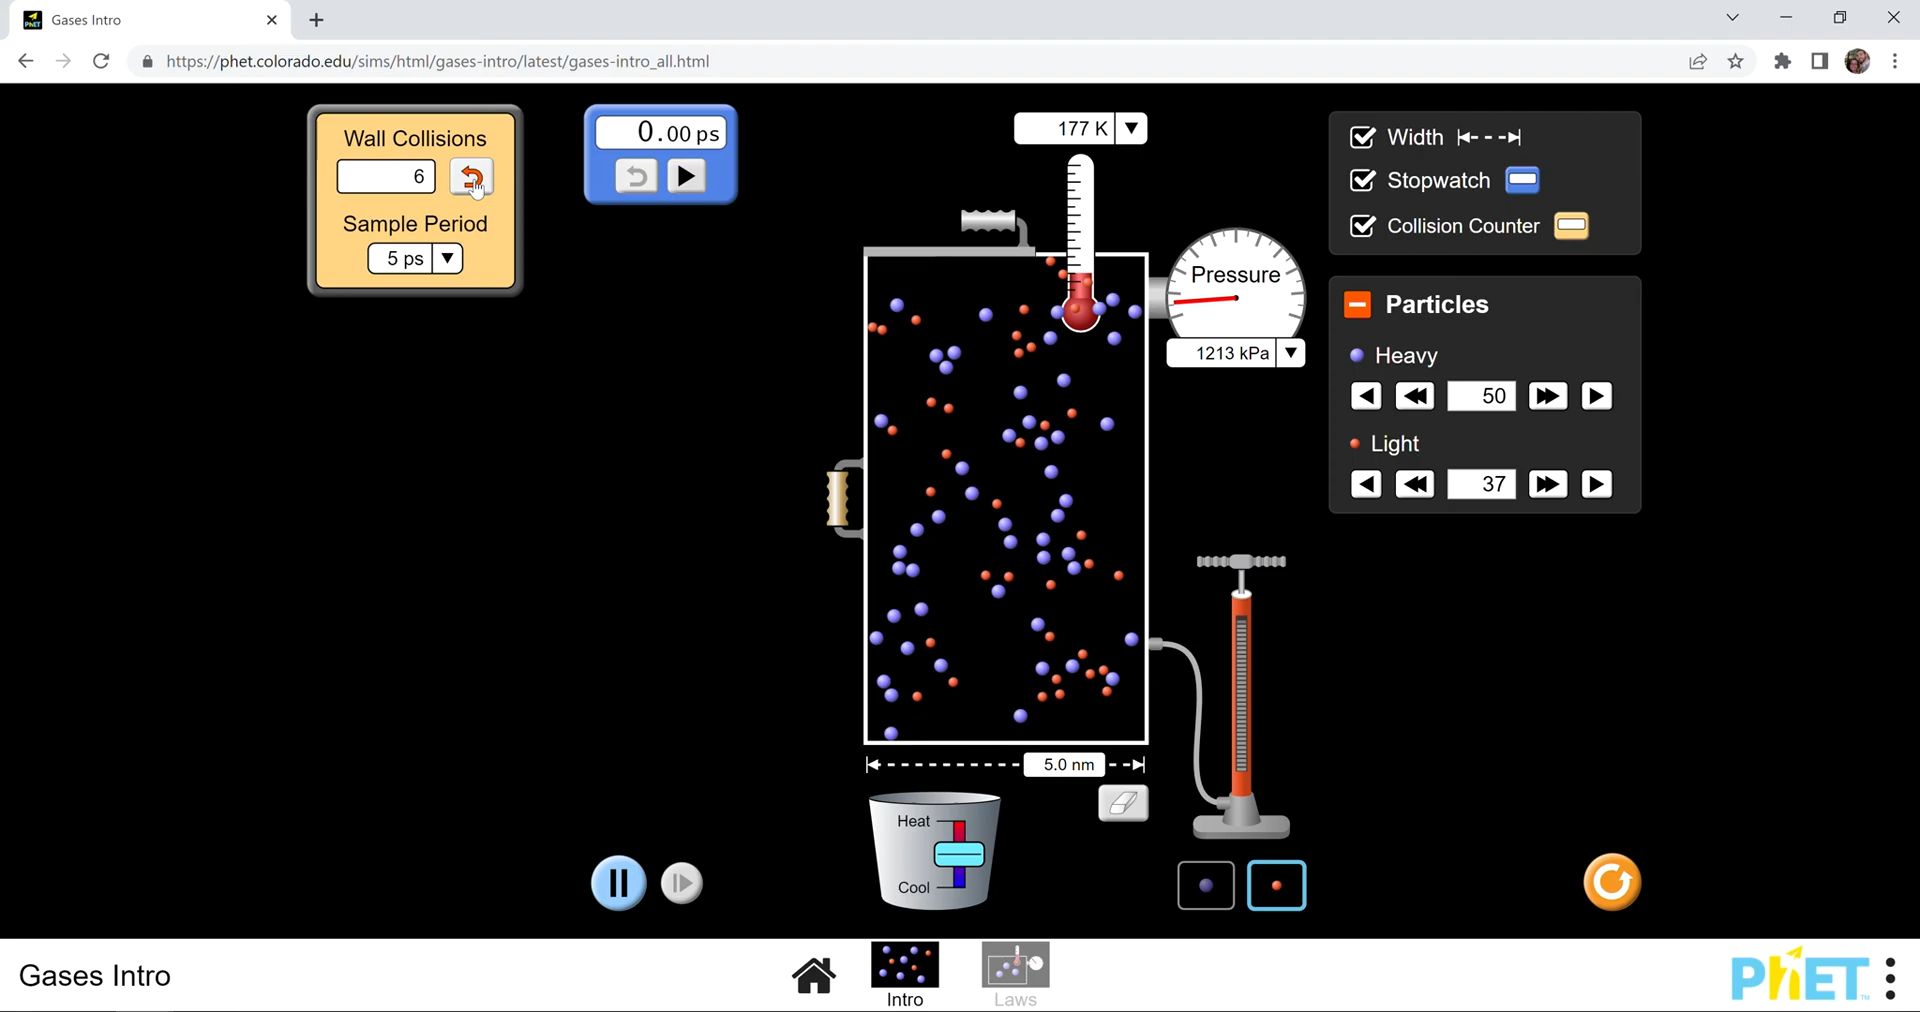 Gases Intro
https://phet.colorado.edu/sims/html/gases-intro/latest/gases-intro_all.html
Wall Collisions
6
Sample Period
5 ps
0.00 ps
177 K
Pressure
1213 kPa
Width
Stopwatch
Collision Counter
Particles
Heavy
50
Light
37
5.0 nm
Heat
Cool
Gases Intro
Intro
Laws
PhET